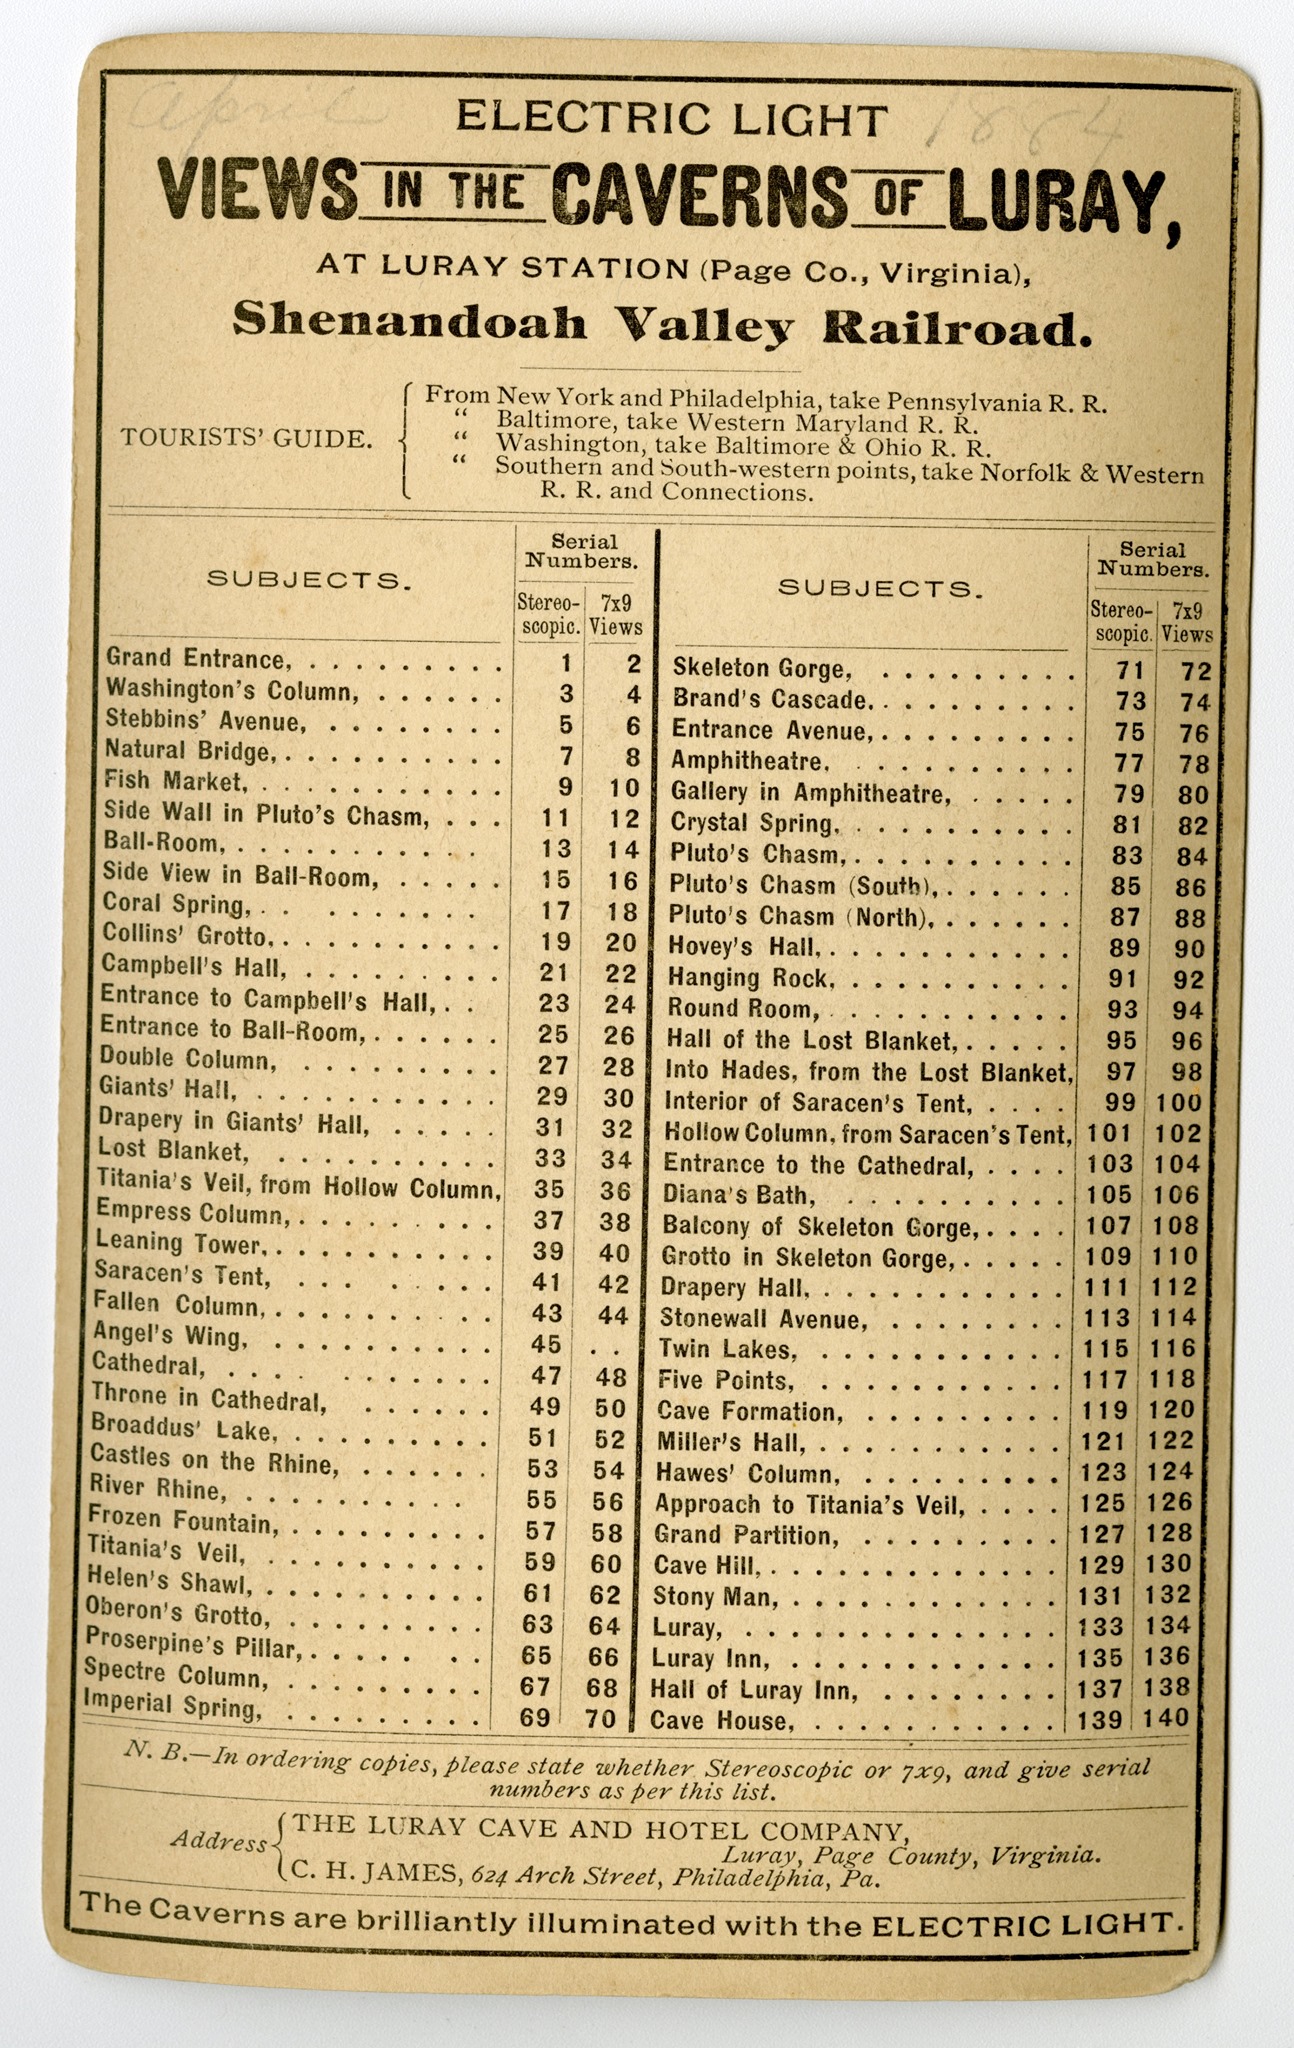 April 1884
ELECTRIC LIGHT
VIEWS IN THE CAVERNS OF LURAY,
AT LURAY STATION (Page Co., Virginia),
Shenandoah Valley Railroad.
TOURISTS' GUIDE.
From New York and Philadelphia, take Pennsylvania R. R.
“ Baltimore, take Western Maryland R. R.
“ Washington, take Baltimore & Ohio R. R.
“ Southern and South-western points, take Norfolk & Western
R. R. and Connections.
SUBJECTS.
Serial
Numbers.
Stereo-
scopic.
7x9
Views
Grand Entrance, . . . . . . . . . 1 2
Washington's Column, . . . . . . 3 4
Stebbins' Avenue, . . . . . . . . 5 6
Natural Bridge, . . . . . . . . . . 7 8
Fish Market, . . . . . . . . . . . 9 10
Side Wall in Pluto's Chasm, . . . 11 12
Ball-Room, . . . . . . . . . . . 13 14
Side View in Ball-Room, . . . . . 15 16
Coral Spring, . . . . . . . . . 17 18
Collins' Grotto, . . . . . . . . . . 19 20
Campbell's Hall, . . . . . . . . . 21 22
Entrance to Campbell's Hall, . . 23 24
Entrance to Ball-Room, . . . . . . 25 26
Double Column, . . . . . . . . . 27 28
Giants' Hall, . . . . . . . . . . . 29 30
Drapery in Giants' Hall, . . . . . 31 32
Lost Blanket, . . . . . . . . . . 33 34
Titania's Veil, from Hollow Column, 35 36
Empress Column, . . . . . . . . . 37 38
Leaning Tower, . . . . . . . . . . 39 40
Saracen's Tent, . . . . . . . 41 42
Fallen Column, . . . . . . . . . . 43 44
Angel's Wing, . . . . . . . . . . 45 . .
Cathedral, . . . . . . . . . . . 47 48
Throne in Cathedral, . . . . . . 49 50
Broaddus' Lake, . . . . . . . . . 51 52
Castles on the Rhine, . . . . . . 53 54
River Rhine, . . . . . . . . . . 55 56
Frozen Fountain, . . . . . . . . . 57 58
Titania's Veil, . . . . . . . . . . 59 60
Helen's Shawl, . . . . . . . . . . 61 62
Oberon's Grotto, . . . . . . . . . 63 64
Proserpine's Pillar, . . . . . . . 65 66
Spectre Column, . . . . . . . . . 67 68
Imperial Spring, . . . . . . . . . 69 70
SUBJECTS.
Serial
Numbers.
Stereo-
scopic.
7x9
Views
Skeleton Gorge, . . . . . . . . . 71 72
Brand's Cascade, . . . . . . . . . . 73 74
Entrance Avenue, . . . . . . . . . 75 76
Amphitheatre, . . . . . . . . . . 77 78
Gallery in Amphitheatre, . . . . . 79 80
Crystal Spring, . . . . . . . . . . 81 82
Pluto's Chasm, . . . . . . . . . . 83 84
Pluto's Chasm (South), . . . . . . 85 86
Pluto's Chasm (North), . . . . . . 87 88
Hovey's Hall, . . . . . . . . . . . 89 90
Hanging Rock, . . . . . . . . . . 91 92
Round Room, . . . . . . . . . . . 93 94
Hall of the Lost Blanket, . . . . . 95 96
Into Hades, from the Lost Blanket, 97 98
Interior of Saracen's Tent, . . . . 99 100
Hollow Column, from Saracen's Tent, 101 102
Entrance to the Cathedral, . . . . 103 104
Diana's Bath, . . . . . . . . . . 105 106
Balcony of Skeleton Gorge, . . . . 107 108
Grotto in Skeleton Gorge, . . . . . 109 110
Drapery Hall, . . . . . . . . . . . 111 112
Stonewall Avenue, . . . . . . . . 113 114
Twin Lakes, . . . . . . . . . . . 115 116
Five Points, . . . . . . . . . . . 117 118
Cave Formation, . . . . . . . . . 119 120
Miller's Hall, . . . . . . . . . . . 121 122
Hawes' Column, . . . . . . . . . 123 124
Approach to Titania's Veil, . . . . 125 126
Grand Partition, . . . . . . . . . 127 128
Cave Hill, . . . . . . . . . . . . . 129 130
Stony Man, . . . . . . . . . . . . 131 132
Luray, . . . . . . . . . . . . . . 133 134
Luray Inn, . . . . . . . . . . . . 135 136
Hall of Luray Inn, . . . . . . . . 137 138
Cave House, . . . . . . . . . . . 139 140
N. B.—In ordering copies, please state whether Stereoscopic or 7x9, and give serial
numbers as per this list.
Address
THE LURAY CAVE AND HOTEL COMPANY,
Luray, Page County, Virginia.
C. H. JAMES, 624 Arch Street, Philadelphia, Pa.
The Caverns are brilliantly illuminated with the ELECTRIC LIGHT.